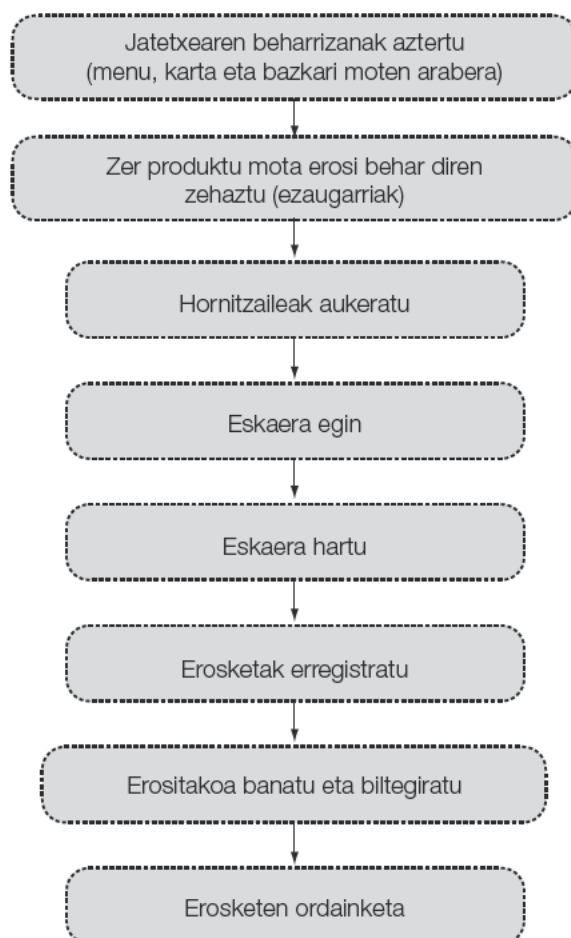 Jatetxearen beharrizanak aztertu
(menu, karta eta bazkari moten arabera)
Zer produktu mota erosi behar diren
zehaztu (ezaugarriak)
Hornitzaileak aukeratu
Eskaera egin
Eskaera hartu
Erosketak erregistratu
Erositakoa banatu eta biltegiratu
Erosketen ordainketa